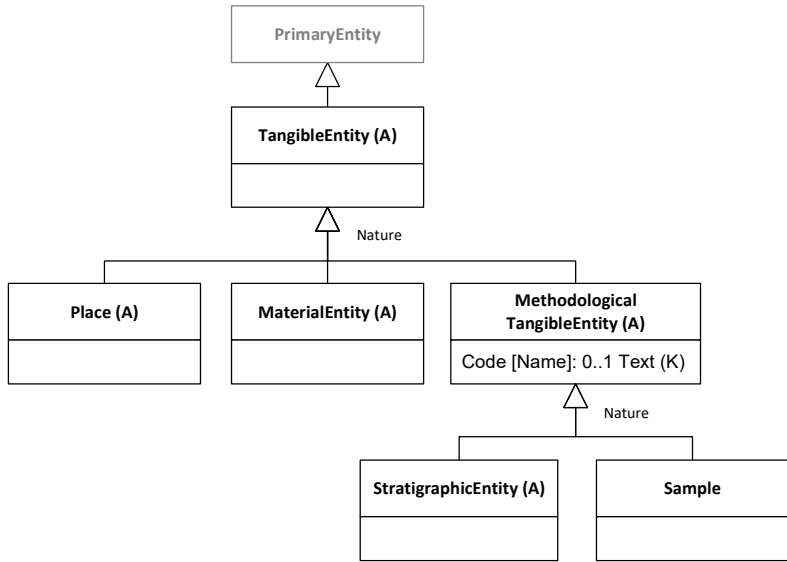 PrimaryEntity
TangibleEntity (A)
Nature
Place (A)
MaterialEntity (A)
Methodological
TangibleEntity (A)
Code [Name]: 0..1 Text (K)
Nature
StratigraphicEntity (A)
Sample